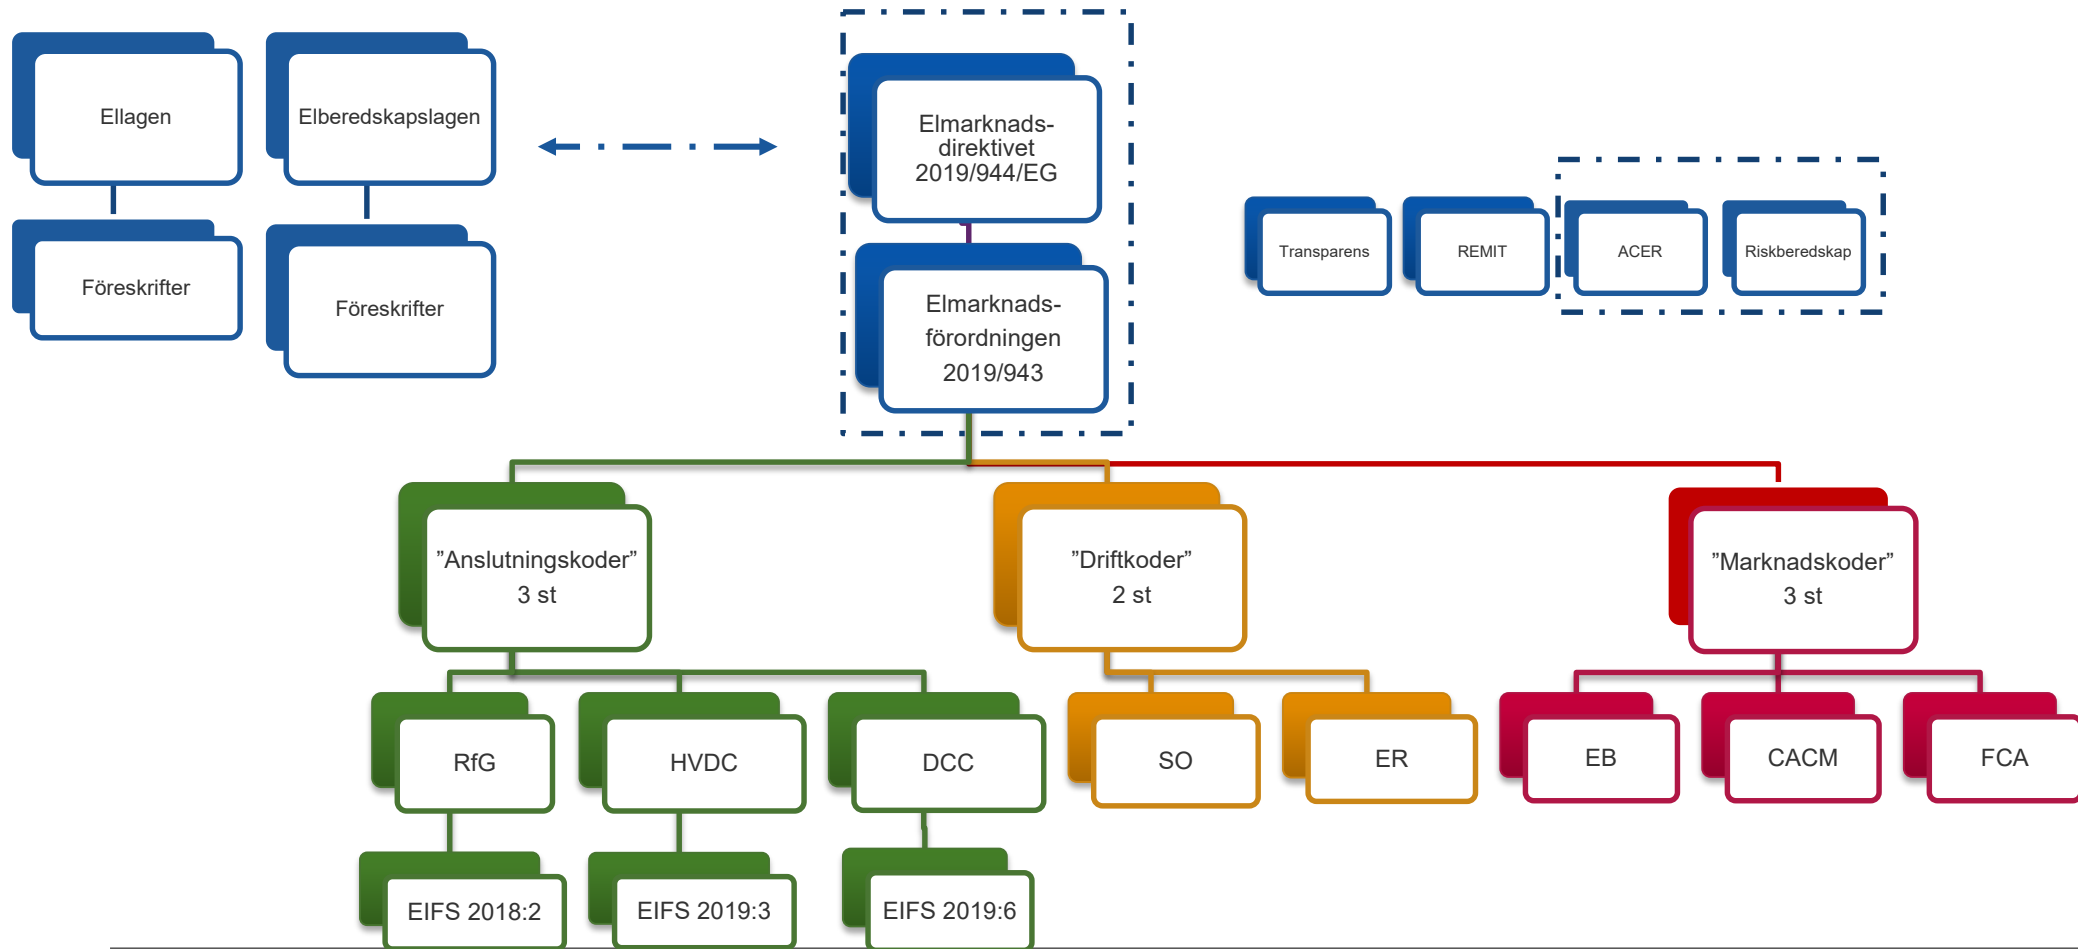 Ellagen
Elberedskapslagen
Föreskrifter
Föreskrifter
Elmarknads-
direktivet
2019/944/EG
Elmarknads-
förordningen
2019/943
Transparens
REMIT
ACER
Riskberedskap
”Anslutningskoder”
3 st
”Driftkoder”
2 st
”Marknadskoder”
3 st
RfG
HVDC
DCC
SO
ER
EB
CACM
FCA
EIFS 2018:2
EIFS 2019:3
EIFS 2019:6